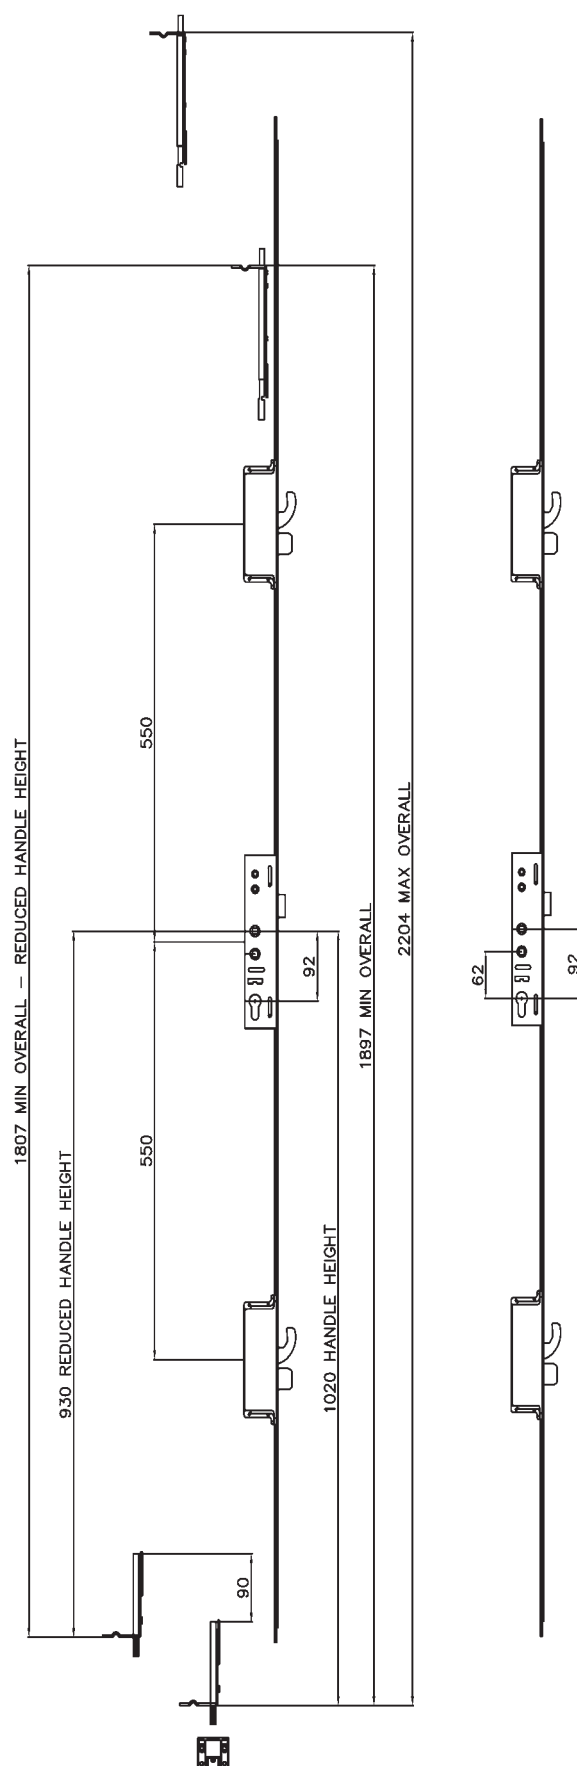 1807 MIN OVERALL – REDUCED HANDLE HEIGHT
930 REDUCED HANDLE HEIGHT
550
550
90
92
1020 HANDLE HEIGHT
1897 MIN OVERALL
2204 MAX OVERALL
62
92